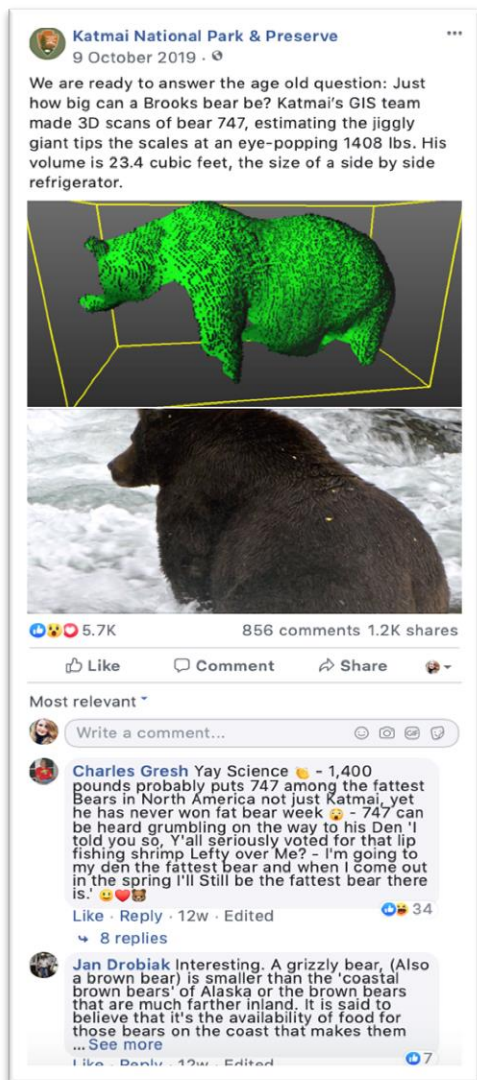 Katmai National Park & Preserve
9 October 2019 ·
We are ready to answer the age old question: Just
how big can a Brooks bear be? Katmai's GIS team
made 3D scans of bear 747, estimating the jiggly
giant tips the scales at an eye-popping 1408 lbs. His
volume is 23.4 cubic feet, the size of a side by side
refrigerator.
5.7K 856 comments 1.2K shares
Like Comment Share
Most relevant
Write a comment...
GIF
Charles Gresh Yay Science 👏 - 1,400
pounds probably puts 747 among the fattest
Bears in North America not just Katmai, yet
he has never won fat bear week 😯 - 747 can
be heard grumbling on the way to his Den 'I
told you so, Y'all seriously voted for that lip
fishing shrimp Lefty over Me? - I'm going to
my den the fattest bear and when I come out
in the spring I'll Still be the fattest bear there
is.' 😃❤️🐻
Like · Reply · 12w · Edited 34
8 replies
Jan Drobiak Interesting. A grizzly bear, (Also
a brown bear) is smaller than the 'coastal
brown bears' of Alaska or the brown bears
that are much farther inland. It is said to
believe that it's the availability of food for
those bears on the coast that makes them
... See more
Like · Reply · 12w · Edited 7